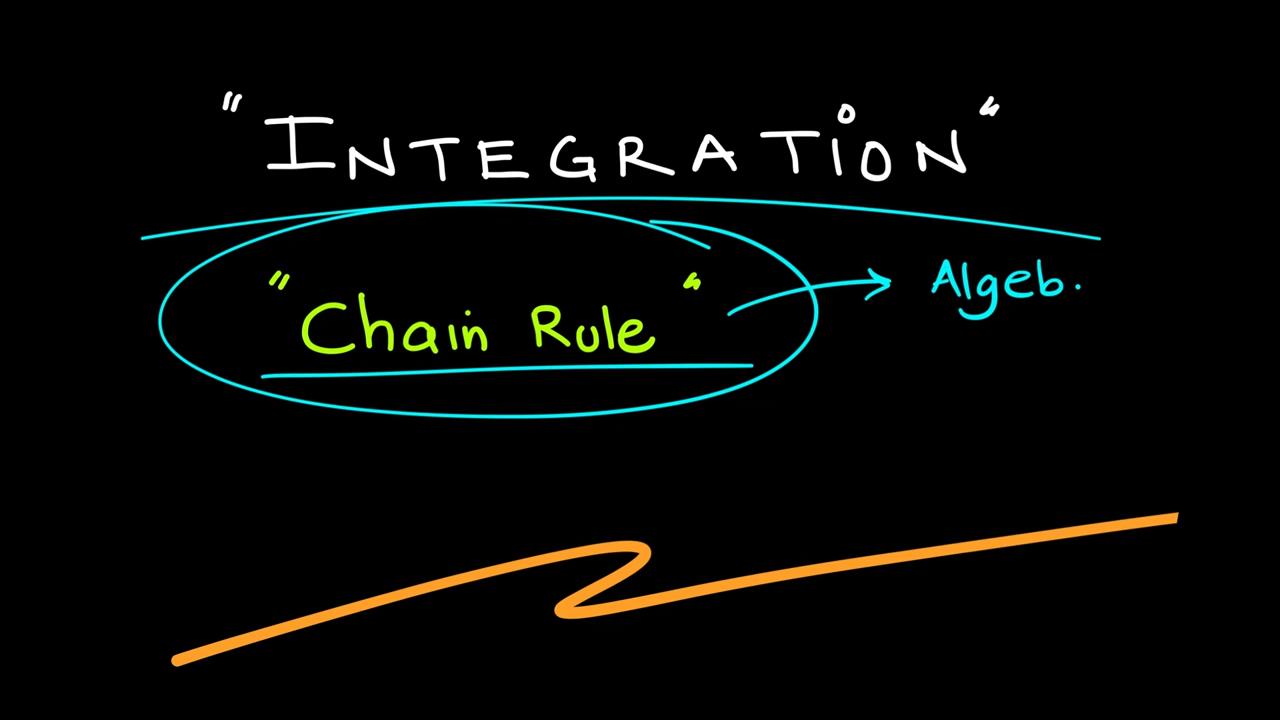 "INTEGRATiON"
"Chain Rule" → Algeb.